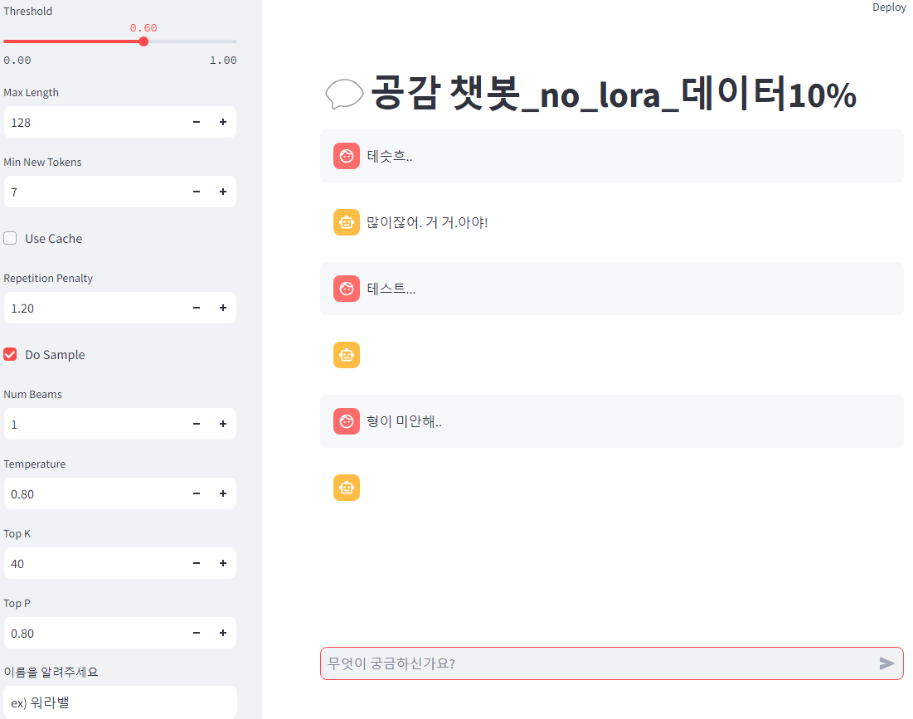 Threshold
0.60
0.00 1.00
Max Length
128
Min New Tokens
7
Use Cache
Repetition Penalty
1.20
Do Sample
Num Beams
1
Temperature
0.80
Top K
40
Top P
0.80
이름을 알려주세요
ex) 워라밸
Deploy
공감 챗봇_no_lora_데이터10%
테슷흐..
많이잖어. 거 거.아야!
테스트...
형이 미안해..
무엇이 궁금하신가요?